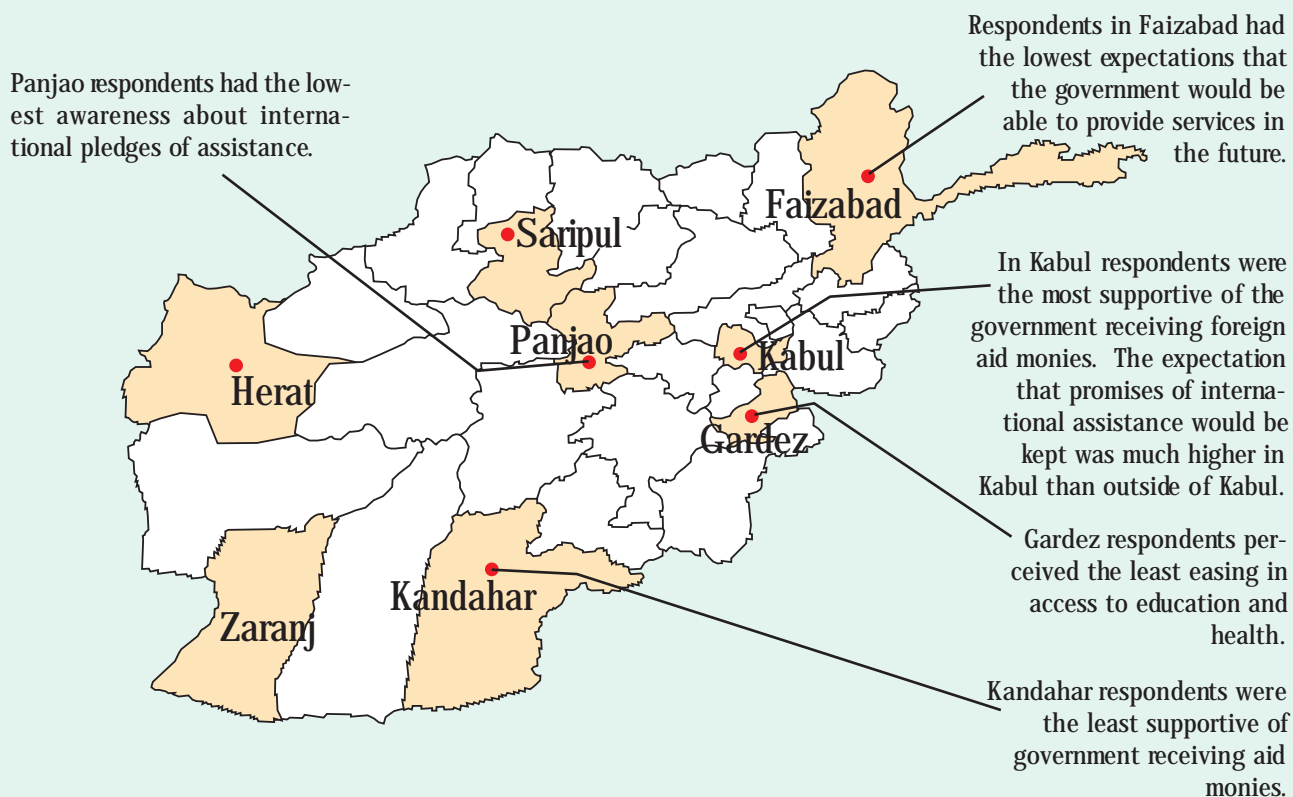 Panjao respondents had the low-
est awareness about interna-
tional pledges of assistance.
Respondents in Faizabad had
the lowest expectations that
the government would be
able to provide services in
the future.
Faizabad
Saripul
In Kabul respondents were
the most supportive of the
government receiving foreign
aid monies. The expectation
that promises of interna-
tional assistance would be
kept was much higher in
Kabul than outside of Kabul.
Panjao
Kabul
Herat
Gardez
Gardez respondents per-
ceived the least easing in
access to education and
health.
Kandahar
Zaranj
Kandahar respondents were
the least supportive of
government receiving aid
monies.